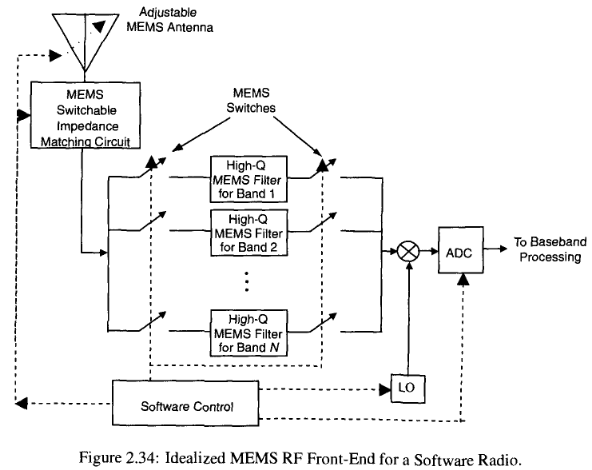 Adjustable
MEMS Antenna
MEMS
Switchable
Impedance
Matching Circuit
MEMS
Switches
High-Q
MEMS Filter
for Band 1
High-Q
MEMS Filter
for Band 2
High-Q
MEMS Filter
for Band N
ADC
To Baseband
Processing
LO
Software Control
Figure 2.34: Idealized MEMS RF Front-End for a Software Radio.